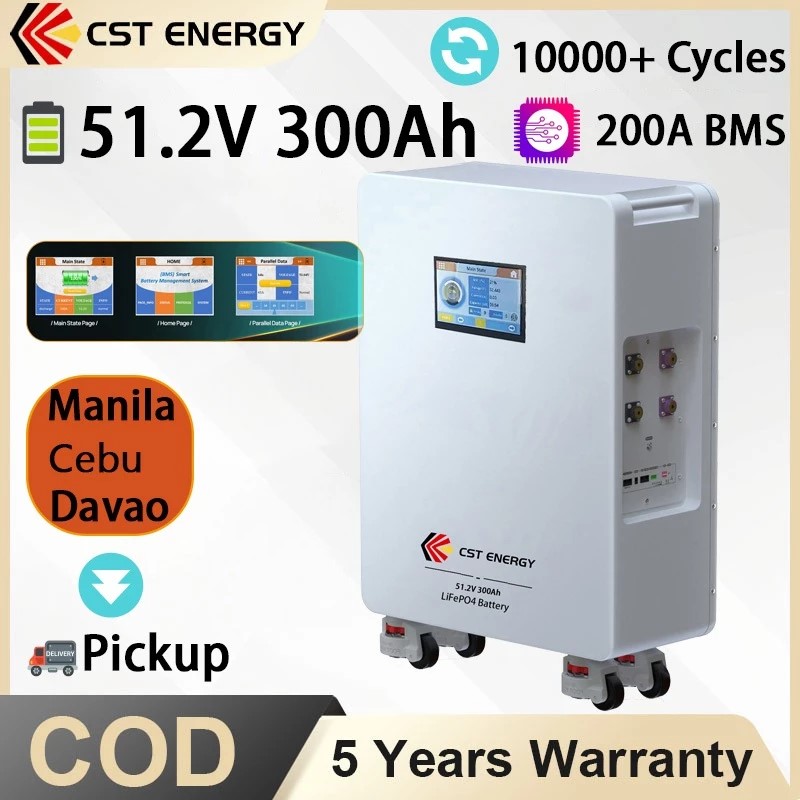 CST ENERGY
10000+ Cycles
51.2V 300Ah
200A BMS
Main State
HOME
Parallel Data
(BMS) Smart
Battery Management System
/ Main State Page /
/ Home Page /
/ Parallel Data Page /
Main State
Manila
Cebu
Davao
CST ENERGY
51.2V 300Ah
LiFePO4 Battery
DELIVERY
Pickup
COD
5 Years Warranty